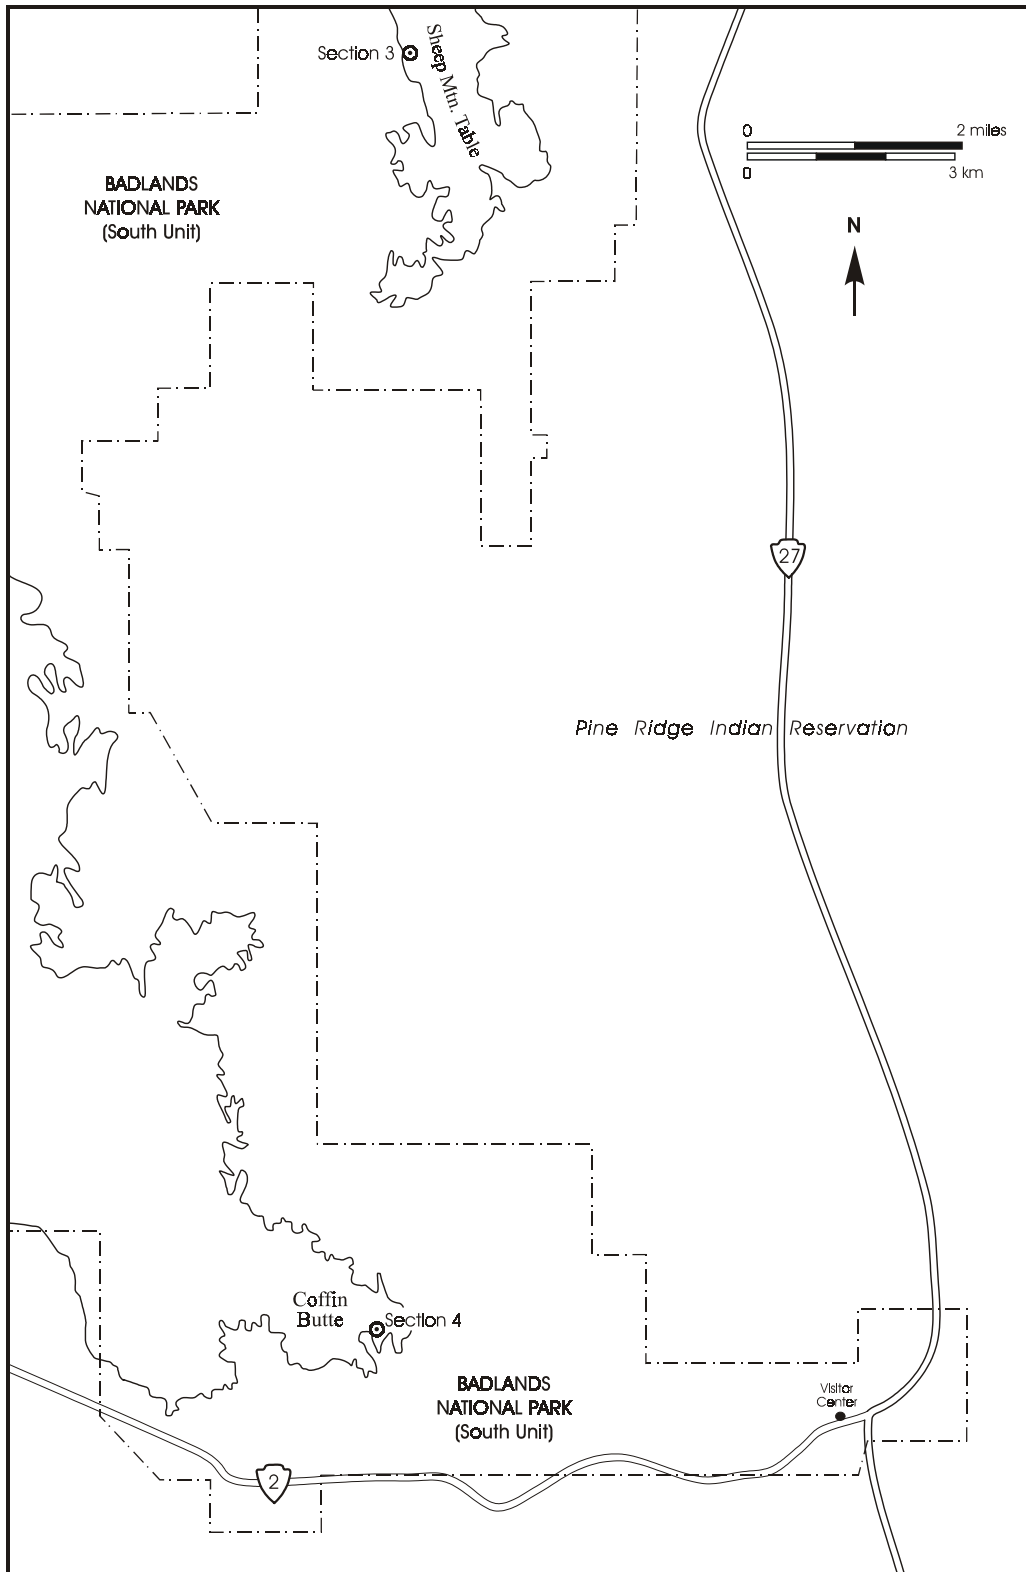 Section 3
Sheep Mtn. Table
0 2 miles
0 3 km
BADLANDS
NATIONAL PARK
(South Unit)
N
27
Pine Ridge Indian Reservation
Coffin
Butte
Section 4
BADLANDS
NATIONAL PARK
(South Unit)
Visitor
Center
2